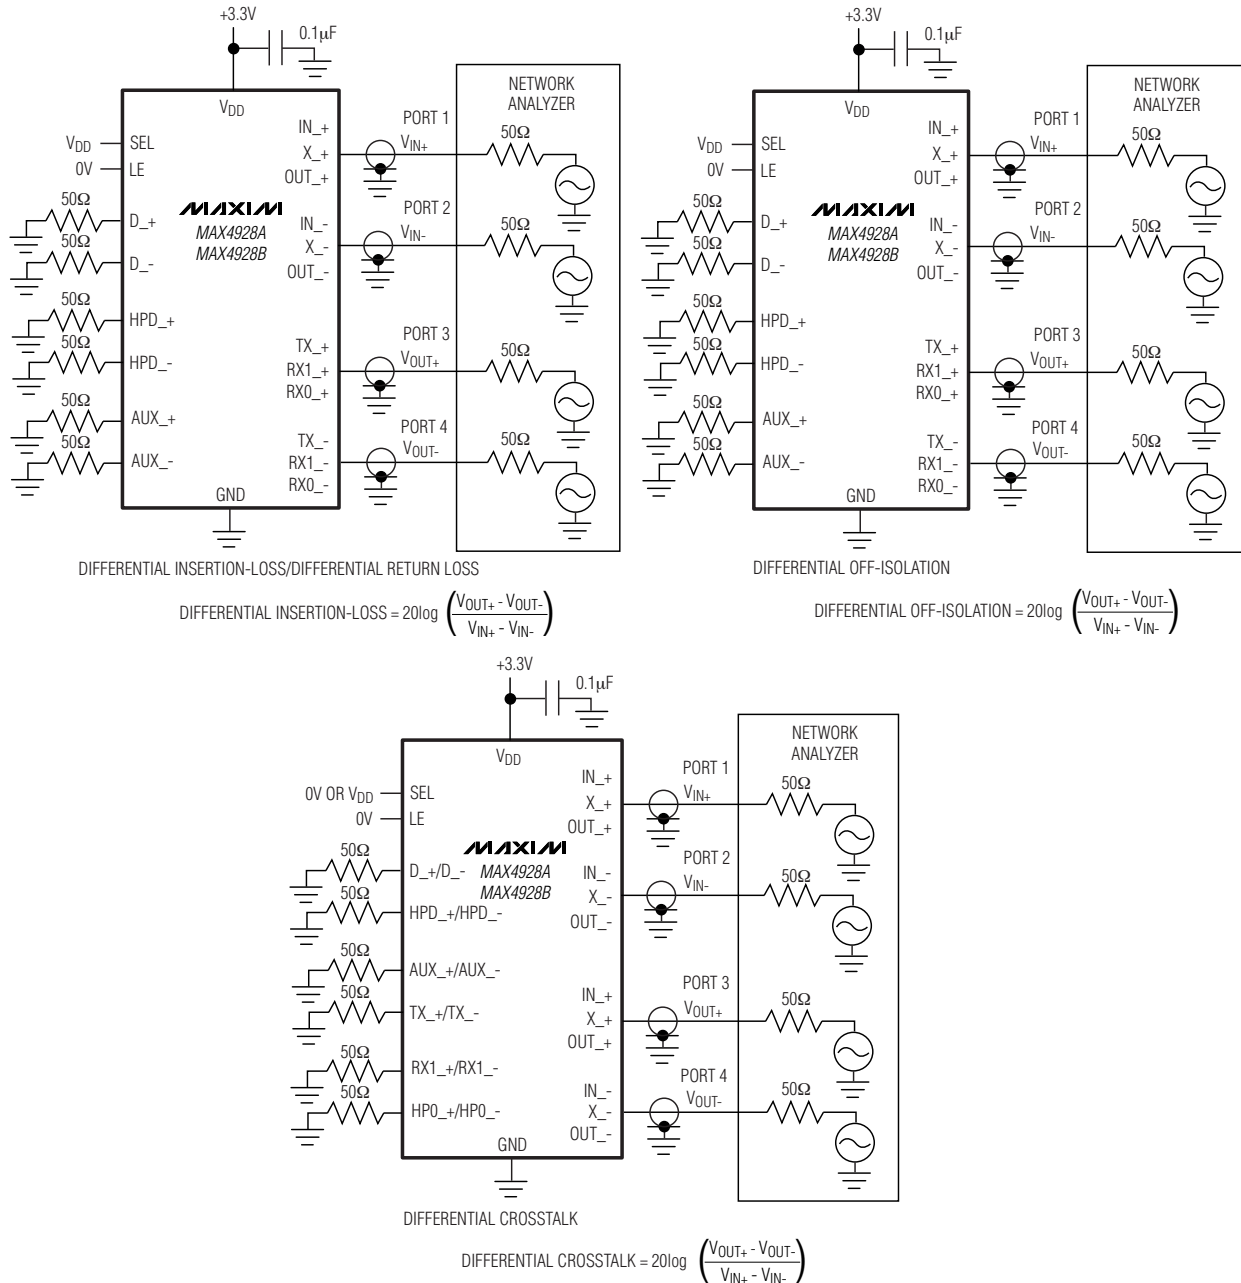 +3.3V
0.1µF
VDD
VDD
SEL
0V
LE
50Ω
D_+
50Ω
D_-
50Ω
HPD_+
50Ω
HPD_-
50Ω
AUX_+
50Ω
AUX_-
MAXIM
MAX4928A
MAX4928B
GND
IN_+
X_+
OUT_+
IN_-
X_-
OUT_-
TX_+
RX1_+
RX0_+
TX_-
RX1_-
RX0_-
PORT 1
VIN+
PORT 2
VIN-
PORT 3
VOUT+
PORT 4
VOUT-
NETWORK
ANALYZER
50Ω
50Ω
50Ω
50Ω
DIFFERENTIAL INSERTION-LOSS/DIFFERENTIAL RETURN LOSS
DIFFERENTIAL INSERTION-LOSS = 20log (VOUT+ - VOUT- / VIN+ - VIN-)
+3.3V
0.1µF
VDD
VDD
SEL
0V
LE
50Ω
D_+
50Ω
D_-
50Ω
HPD_+
50Ω
HPD_-
50Ω
AUX_+
50Ω
AUX_-
MAXIM
MAX4928A
MAX4928B
GND
IN_+
X_+
OUT_+
IN_-
X_-
OUT_-
TX_+
RX1_+
RX0_+
TX_-
RX1_-
RX0_-
PORT 1
VIN+
PORT 2
VIN-
PORT 3
VOUT+
PORT 4
VOUT-
NETWORK
ANALYZER
50Ω
50Ω
50Ω
50Ω
DIFFERENTIAL OFF-ISOLATION
DIFFERENTIAL OFF-ISOLATION = 20log (VOUT+ - VOUT- / VIN+ - VIN-)
+3.3V
0.1µF
VDD
0V OR VDD
SEL
0V
LE
50Ω
D_+/D_-
50Ω
HPD_+/HPD_-
50Ω
AUX_+/AUX_-
50Ω
TX_+/TX_-
50Ω
RX1_+/RX1_-
50Ω
HP0_+/HP0_-
MAXIM
MAX4928A
MAX4928B
GND
IN_+
X_+
OUT_+
IN_-
X_-
OUT_-
IN_+
X_+
OUT_+
IN_-
X_-
OUT_-
PORT 1
VIN+
PORT 2
VIN-
PORT 3
VOUT+
PORT 4
VOUT-
NETWORK
ANALYZER
50Ω
50Ω
50Ω
50Ω
DIFFERENTIAL CROSSTALK
DIFFERENTIAL CROSSTALK = 20log (VOUT+ - VOUT- / VIN+ - VIN-)